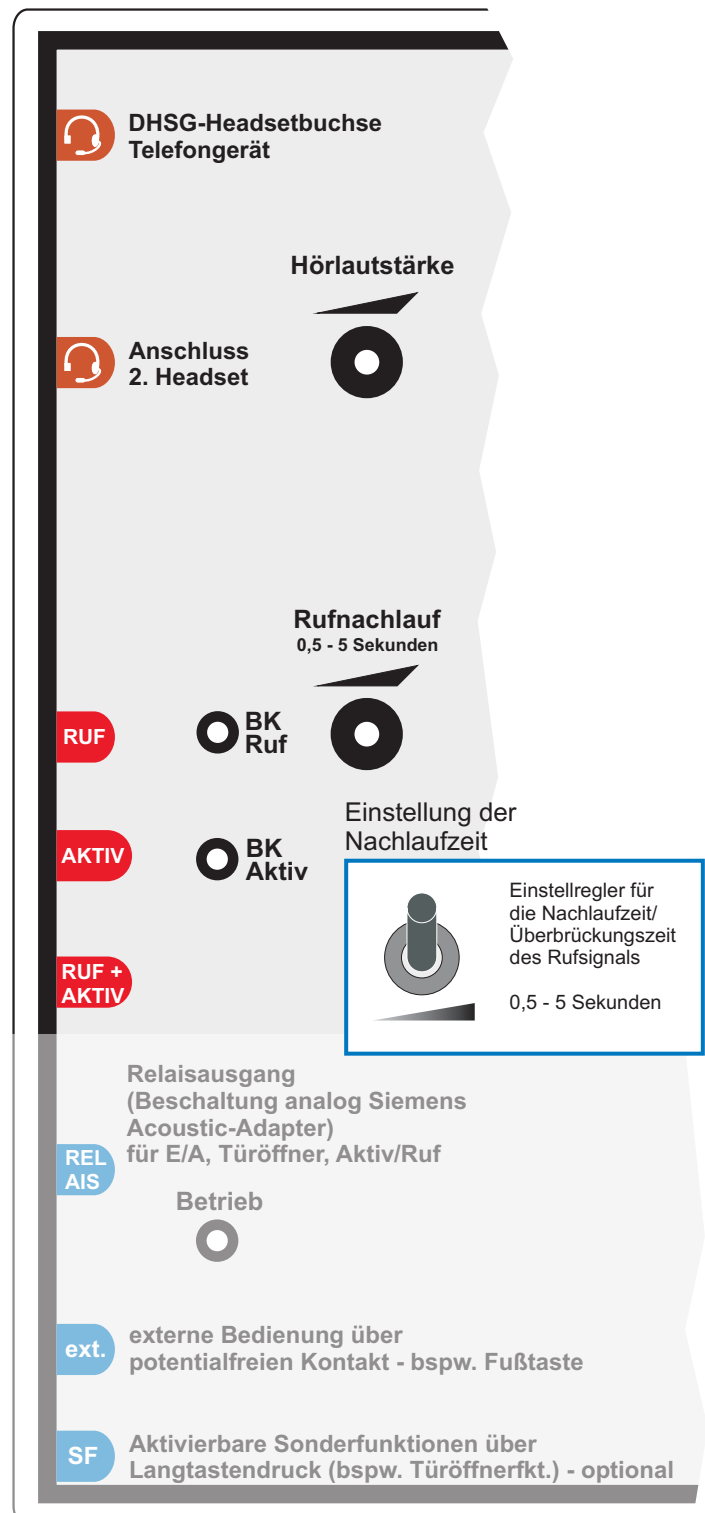 DHSG-Headsetbuchse
Telefongerät
Hörlautstärke
Anschluss
2. Headset
Rufnachlauf
0,5 - 5 Sekunden
RUF
BK
Ruf
AKTIV
BK
Aktiv
Einstellung der
Nachlaufzeit
Einstellregler für
die Nachlaufzeit/
Überbrückungszeit
des Rufsignals
0,5 - 5 Sekunden
RUF +
AKTIV
Relaisausgang
(Beschaltung analog Siemens
Acoustic-Adapter)
für E/A, Türöffner, Aktiv/Ruf
REL
AIS
Betrieb
ext.
externe Bedienung über
potentialfreien Kontakt - bspw. Fußtaste
SF
Aktivierbare Sonderfunktionen über
Langtastendruck (bspw. Türöffnerfkt.) - optional